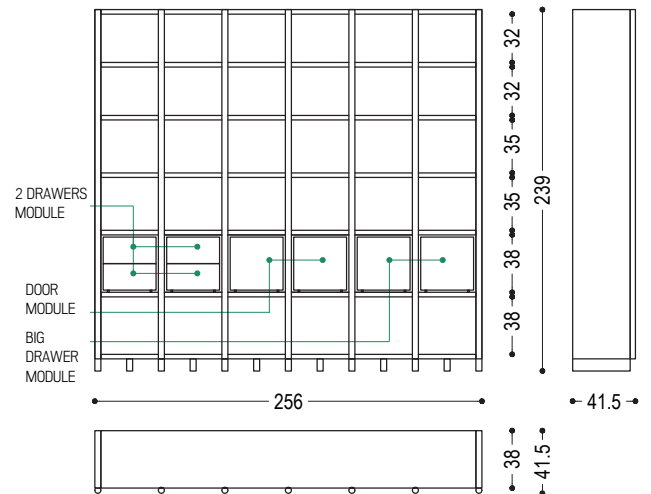 2 DRAWERS
MODULE
DOOR
MODULE
BIG
DRAWER
MODULE
32
32
35
35
38
38
239
256
41.5
38
41.5